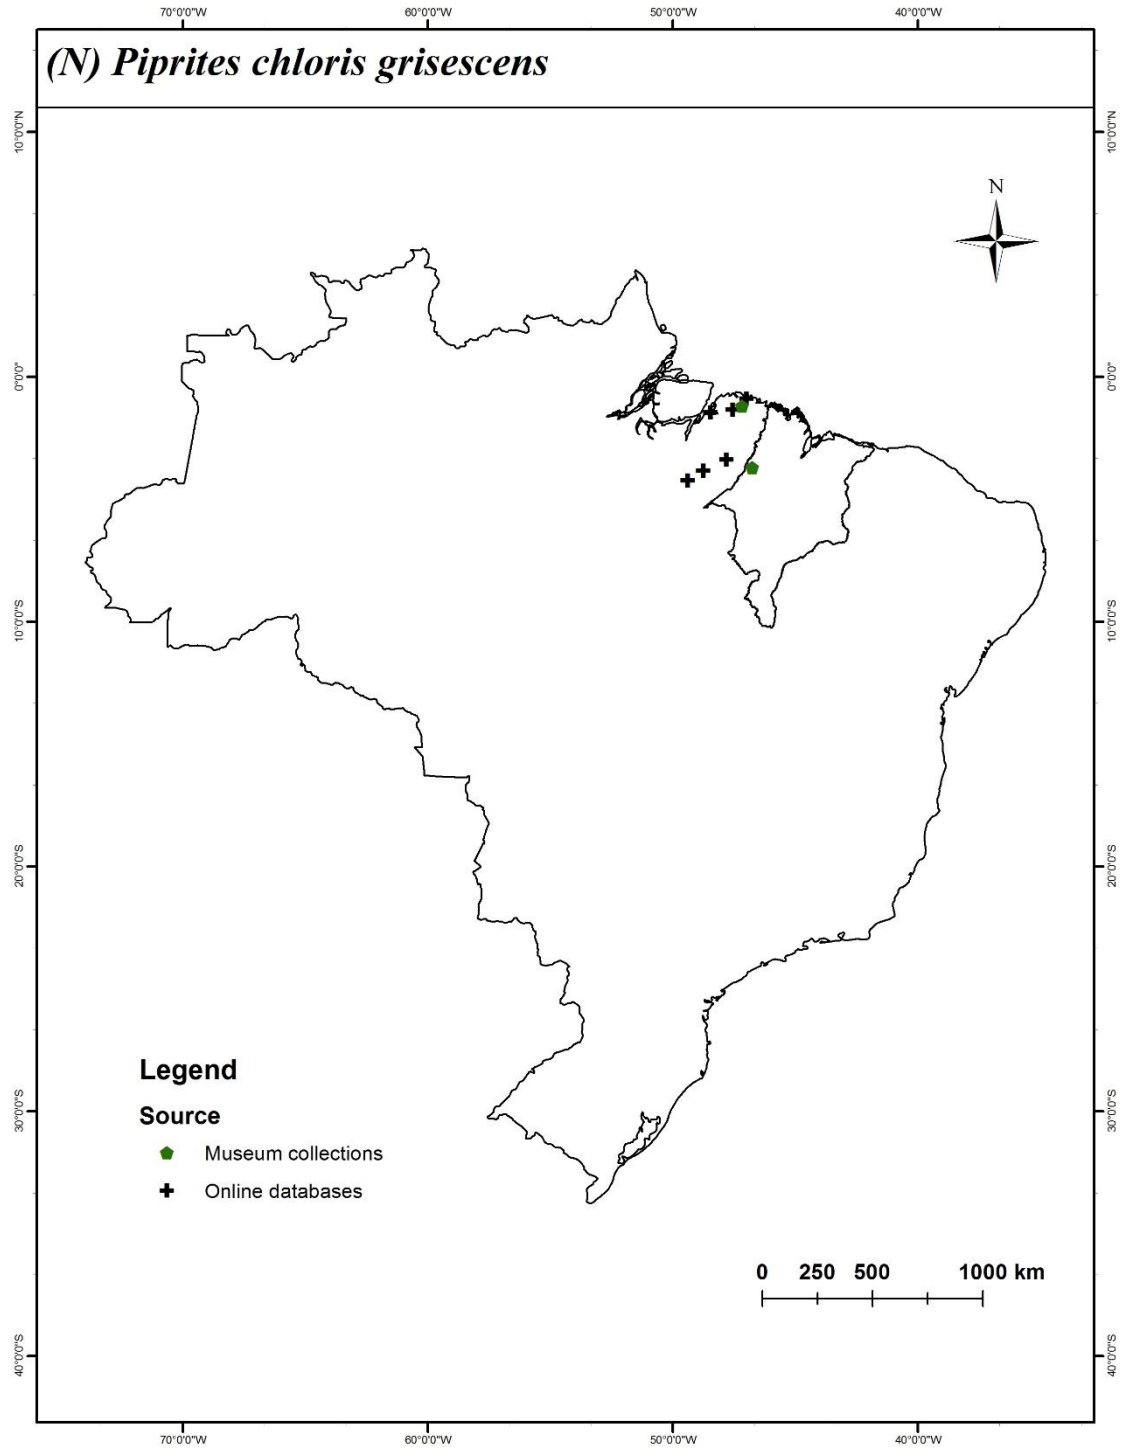 70°0'0"W 60°0'0"W 50°0'0"W 40°0'0"W
(N) Piprites chloris grisescens
10°0'0"N 10°0'0"N
N
0°0'0" 0°0'0"
10°0'0"S 10°0'0"S
20°0'0"S 20°0'0"S
Legend
Source
30°0'0"S 30°0'0"S
Museum collections
Online databases
0 250 500 1000 km
40°0'0"S 40°0'0"S
70°0'0"W 60°0'0"W 50°0'0"W 40°0'0"W